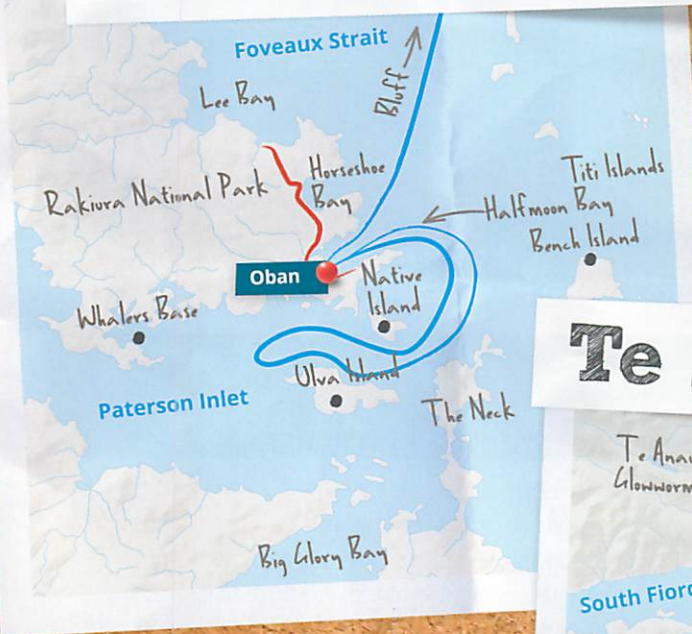 Foveaux Strait
Bluff
Lee Bay
Horseshoe
Bay
Rakiura National Park
Titi Islands
Halfmoon Bay
Bench Island
Oban
Native
Island
Whalers Base
Te
Ulva Island
Paterson Inlet
The Neck
Te Anau
Glowworm
Big Glory Bay
South Fiord